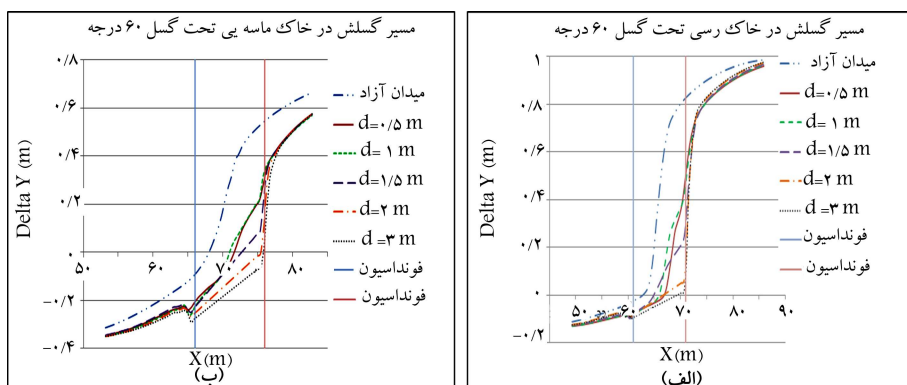 مسیر گسلش در خاک رسی تحت گسل ۶۰ درجه
Delta Y (m)
۱
۰/۸
۰/۶
۰/۴
۰/۲
۰
−۰/۲
۵۰
۶۰
۷۰
۸۰
۹۰
X(m)
میدان آزاد
d=۰/۵ m
d= ۱ m
d=۱/۵ m
d=۲ m
d=۳ m
فونداسیون
فونداسیون
(الف)
مسیر گسلش در خاک ماسه یی تحت گسل ۶۰ درجه
Delta Y (m)
۰/۸
۰/۶
۰/۴
۰/۲
۰
−۰/۲
−۰/۴
۵۰
۶۰
۷۰
۸۰
X(m)
میدان آزاد
d=۰/۵ m
d= ۱ m
d=۱/۵ m
d=۲ m
d =۳ m
فونداسیون
فونداسیون
(ب)